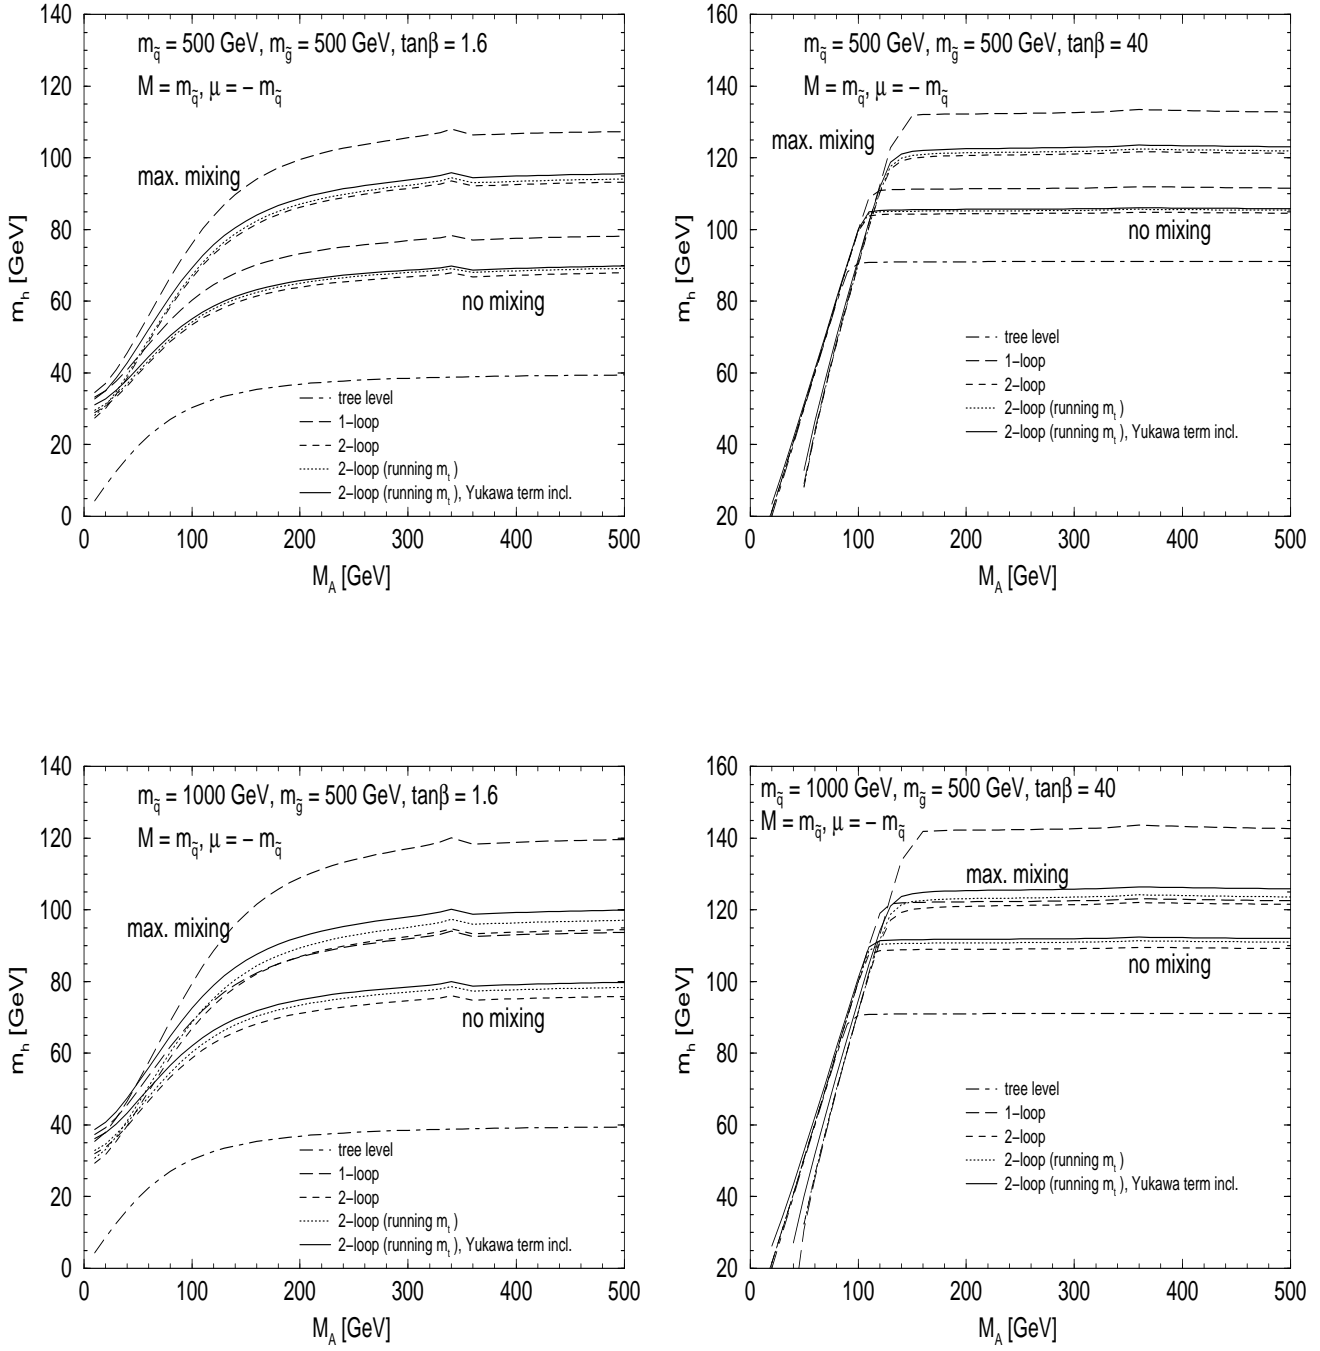 m_q̃ = 500 GeV, m_g̃ = 500 GeV, tanβ = 1.6
M = m_q̃, μ = – m_q̃
max. mixing
no mixing
tree level
1–loop
2–loop
2–loop (running m_t)
2–loop (running m_t), Yukawa term incl.
m_h [GeV]
140
120
100
80
60
40
20
0
0 100 200 300 400 500
M_A [GeV]
m_q̃ = 500 GeV, m_g̃ = 500 GeV, tanβ = 40
M = m_q̃, μ = – m_q̃
max. mixing
no mixing
tree level
1–loop
2–loop
2–loop (running m_t)
2–loop (running m_t), Yukawa term incl.
m_h [GeV]
160
140
120
100
80
60
40
20
0 100 200 300 400 500
M_A [GeV]
m_q̃ = 1000 GeV, m_g̃ = 500 GeV, tanβ = 1.6
M = m_q̃, μ = – m_q̃
max. mixing
no mixing
tree level
1–loop
2–loop
2–loop (running m_t)
2–loop (running m_t), Yukawa term incl.
m_h [GeV]
140
120
100
80
60
40
20
0
0 100 200 300 400 500
M_A [GeV]
m_q̃ = 1000 GeV, m_g̃ = 500 GeV, tanβ = 40
M = m_q̃, μ = – m_q̃
max. mixing
no mixing
tree level
1–loop
2–loop
2–loop (running m_t)
2–loop (running m_t), Yukawa term incl.
m_h [GeV]
160
140
120
100
80
60
40
20
0 100 200 300 400 500
M_A [GeV]